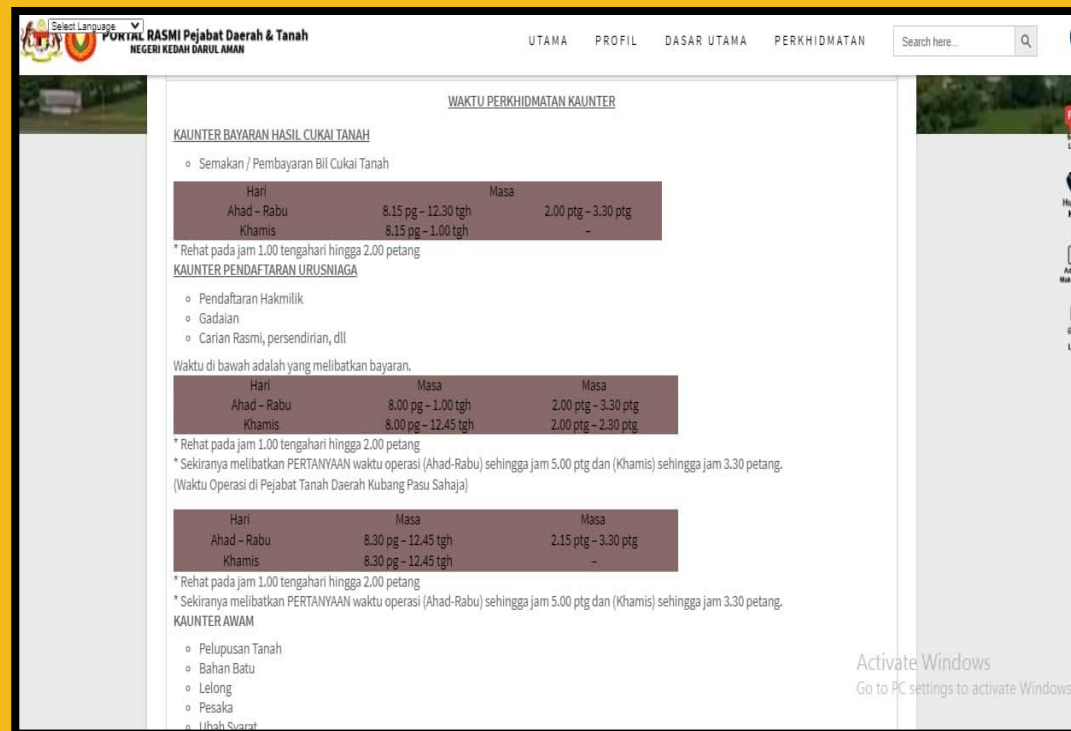 Select Language
PORTAL RASMI Pejabat Daerah & Tanah
NEGERI KEDAH DARUL AMAN
UTAMA PROFIL DASAR UTAMA PERKHIDMATAN
Search here...
WAKTU PERKHIDMATAN KAUNTER
KAUNTER BAYARAN HASIL CUKAI TANAH
Semakan / Pembayaran Bil Cukai Tanah
Hari Masa
Ahad – Rabu 8.15 pg – 12.30 tgh 2.00 ptg – 3.30 ptg
Khamis 8.15 pg – 1.00 tgh –
* Rehat pada jam 1.00 tengahari hingga 2.00 petang
KAUNTER PENDAFTARAN URUSNIAGA
Pendaftaran Hakmilik
Gadaian
Carian Rasmi, persendirian, dll
Waktu di bawah adalah yang melibatkan bayaran.
Hari Masa Masa
Ahad – Rabu 8.00 pg – 1.00 tgh 2.00 ptg – 3.30 ptg
Khamis 8.00 pg – 12.45 tgh 2.00 ptg – 2.30 ptg
* Rehat pada jam 1.00 tengahari hingga 2.00 petang
* Sekiranya melibatkan PERTANYAAN waktu operasi (Ahad-Rabu) sehingga jam 5.00 ptg dan (Khamis) sehingga jam 3.30 petang.
(Waktu Operasi di Pejabat Tanah Daerah Kubang Pasu Sahaja)
Hari Masa Masa
Ahad – Rabu 8.30 pg – 12.45 tgh 2.15 ptg – 3.30 ptg
Khamis 8.30 pg – 12.45 tgh –
* Rehat pada jam 1.00 tengahari hingga 2.00 petang
* Sekiranya melibatkan PERTANYAAN waktu operasi (Ahad-Rabu) sehingga jam 5.00 ptg dan (Khamis) sehingga jam 3.30 petang.
KAUNTER AWAM
Pelupusan Tanah
Bahan Batu
Lelong
Pesaka
Ubah Syarat
Activate Windows
Go to PC settings to activate Windows